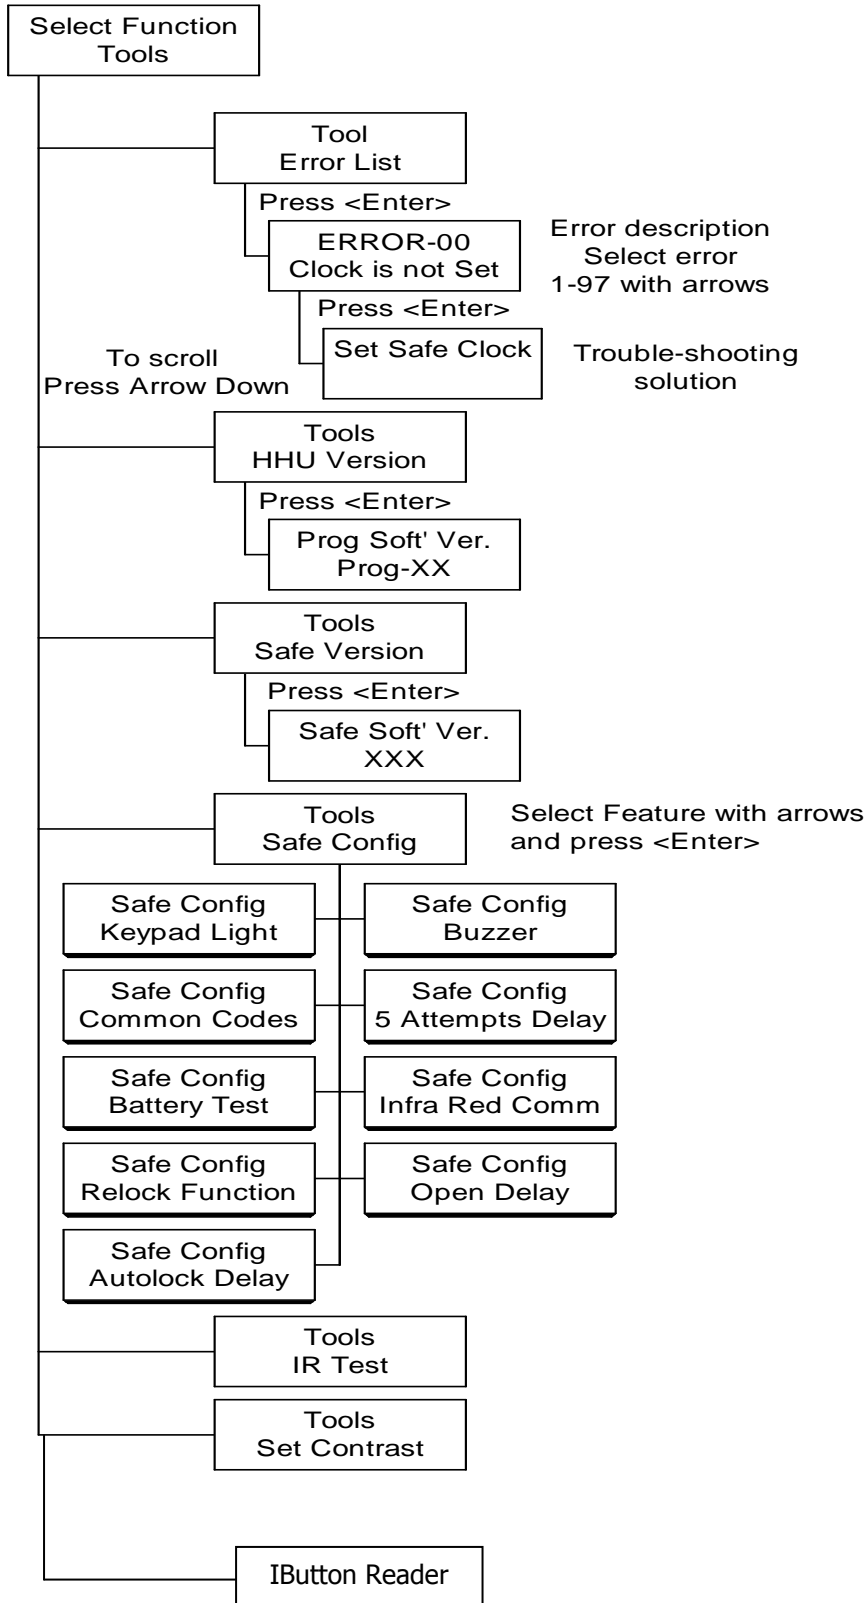 Select Function
Tools
Tool
Error List
Press <Enter>
ERROR-00
Clock is not Set
Error description
Select error
1-97 with arrows
Press <Enter>
Set Safe Clock
Trouble-shooting
solution
To scroll
Press Arrow Down
Tools
HHU Version
Press <Enter>
Prog Soft' Ver.
Prog-XX
Tools
Safe Version
Press <Enter>
Safe Soft' Ver.
XXX
Tools
Safe Config
Select Feature with arrows
and press <Enter>
Safe Config
Keypad Light
Safe Config
Buzzer
Safe Config
Common Codes
Safe Config
5 Attempts Delay
Safe Config
Battery Test
Safe Config
Infra Red Comm
Safe Config
Relock Function
Safe Config
Open Delay
Safe Config
Autolock Delay
Tools
IR Test
Tools
Set Contrast
IButton Reader